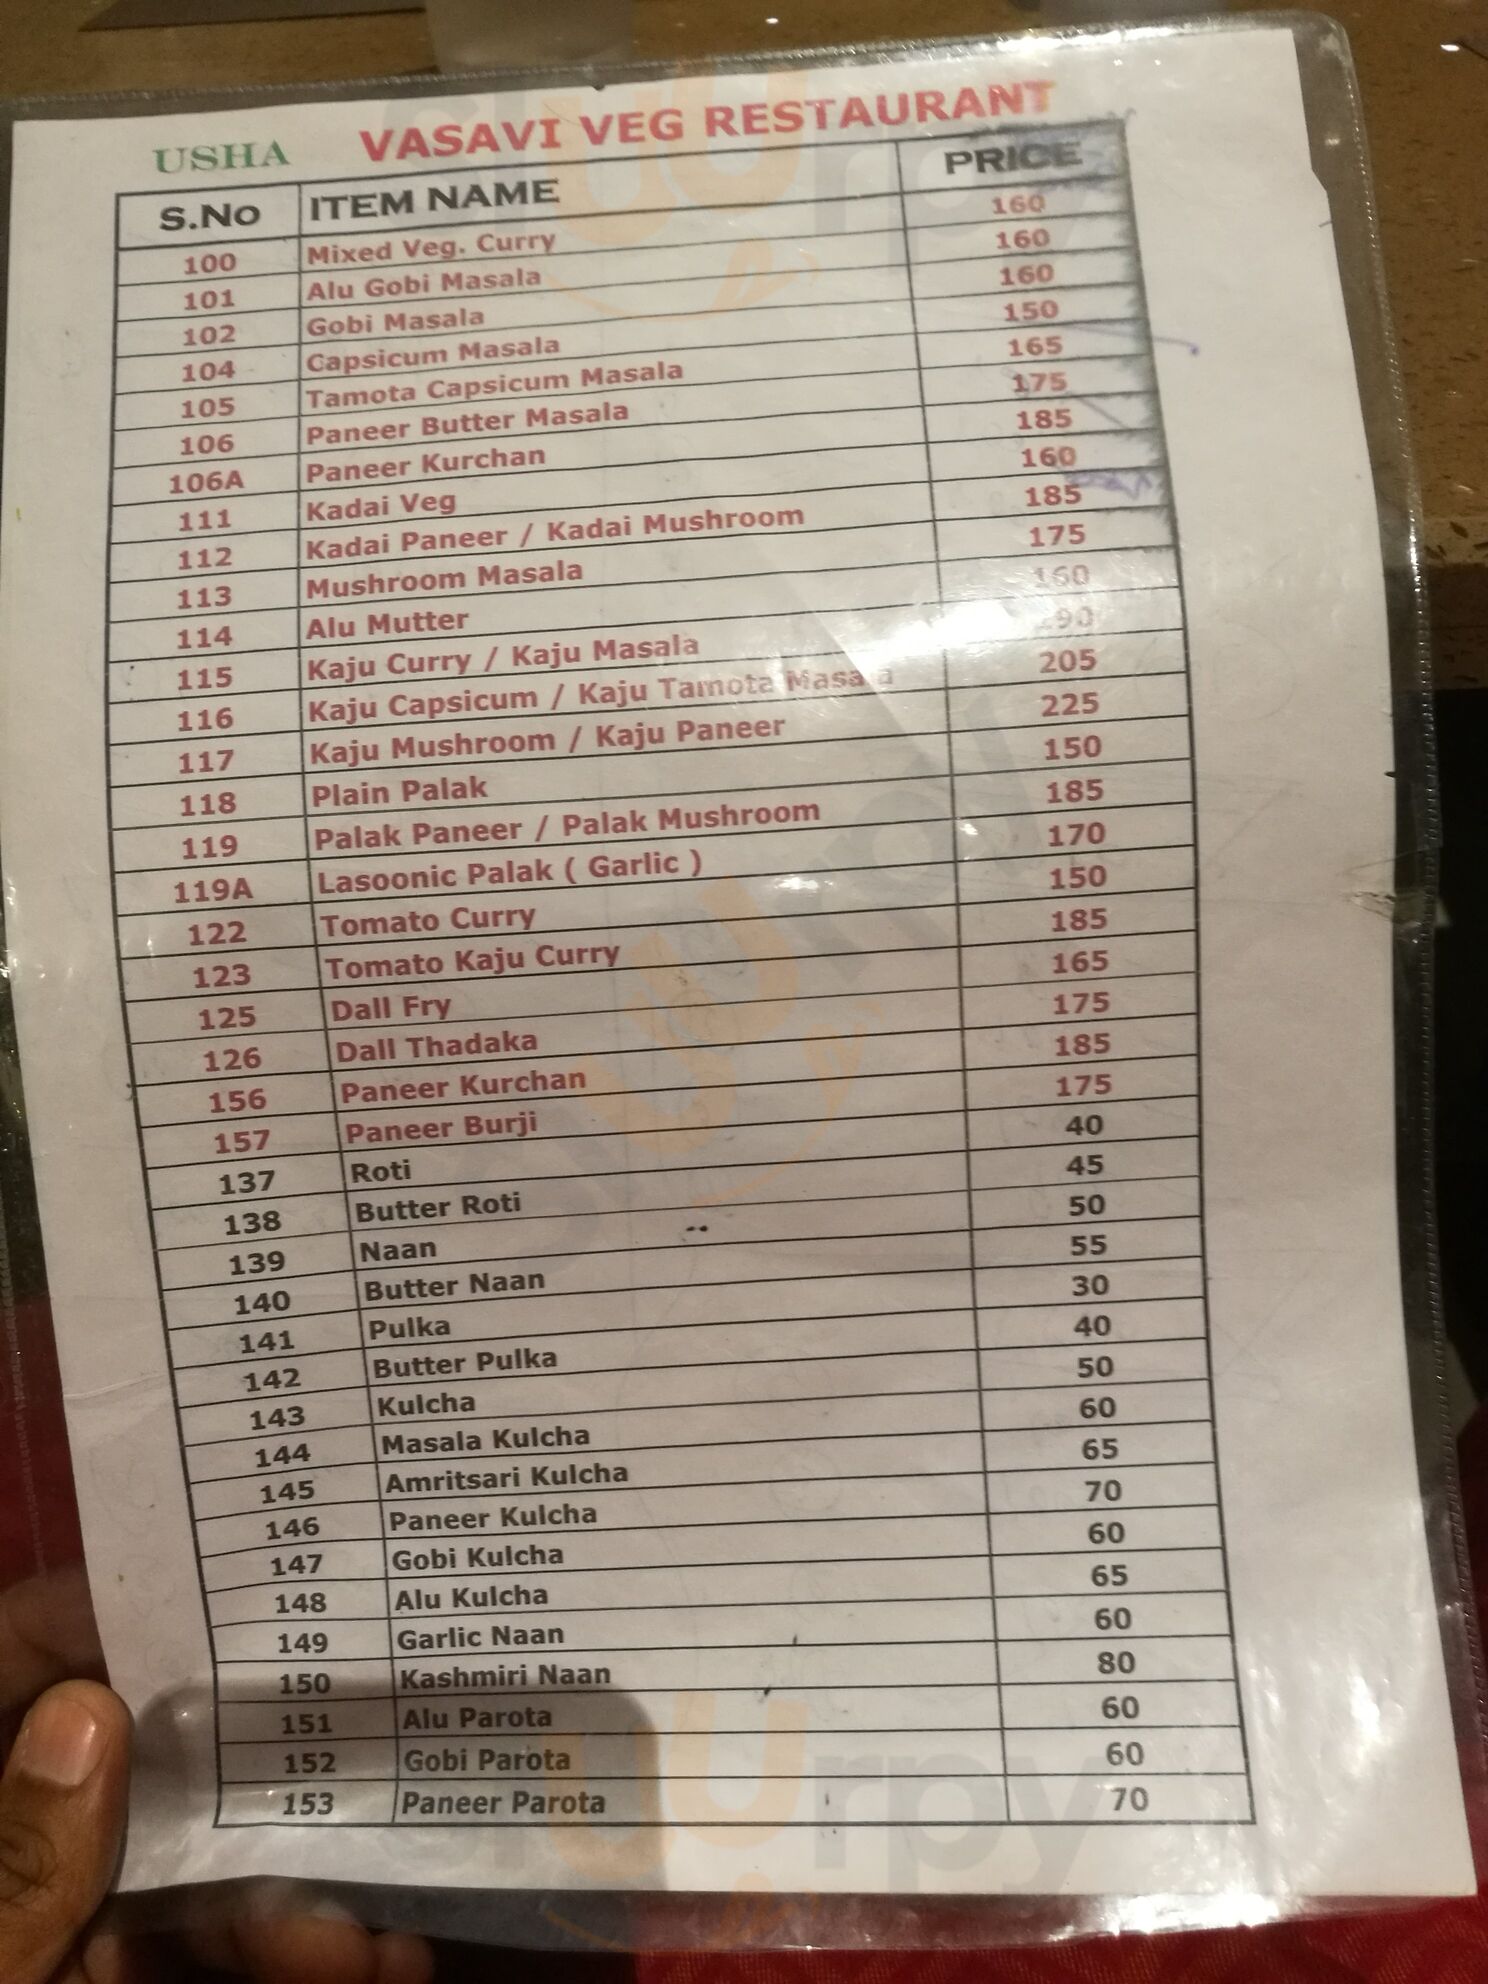 USHA VASAVI VEG RESTAURANT
S.No ITEM NAME PRICE
100 Mixed Veg. Curry 160
101 Alu Gobi Masala 160
102 Gobi Masala 160
104 Capsicum Masala 150
105 Tamota Capsicum Masala 165
106 Paneer Butter Masala 175
106A Paneer Kurchan 185
111 Kadai Veg 160
112 Kadai Paneer / Kadai Mushroom 185
113 Mushroom Masala 175
114 Alu Mutter 160
115 Kaju Curry / Kaju Masala
116 Kaju Capsicum / Kaju Tamota Masala 205
117 Kaju Mushroom / Kaju Paneer 225
118 Plain Palak 150
119 Palak Paneer / Palak Mushroom 185
119A Lasoonic Palak ( Garlic ) 170
122 Tomato Curry 150
123 Tomato Kaju Curry 185
125 Dall Fry 165
126 Dall Thadaka 175
156 Paneer Kurchan 185
157 Paneer Burji 175
137 Roti 40
138 Butter Roti 45
139 Naan 50
140 Butter Naan 55
141 Pulka 30
142 Butter Pulka 40
143 Kulcha 50
144 Masala Kulcha 60
145 Amritsari Kulcha 65
146 Paneer Kulcha 70
147 Gobi Kulcha 60
148 Alu Kulcha 65
149 Garlic Naan 60
150 Kashmiri Naan 80
151 Alu Parota 60
152 Gobi Parota 60
153 Paneer Parota 70
sluurpy
sluurpy
sluurpy